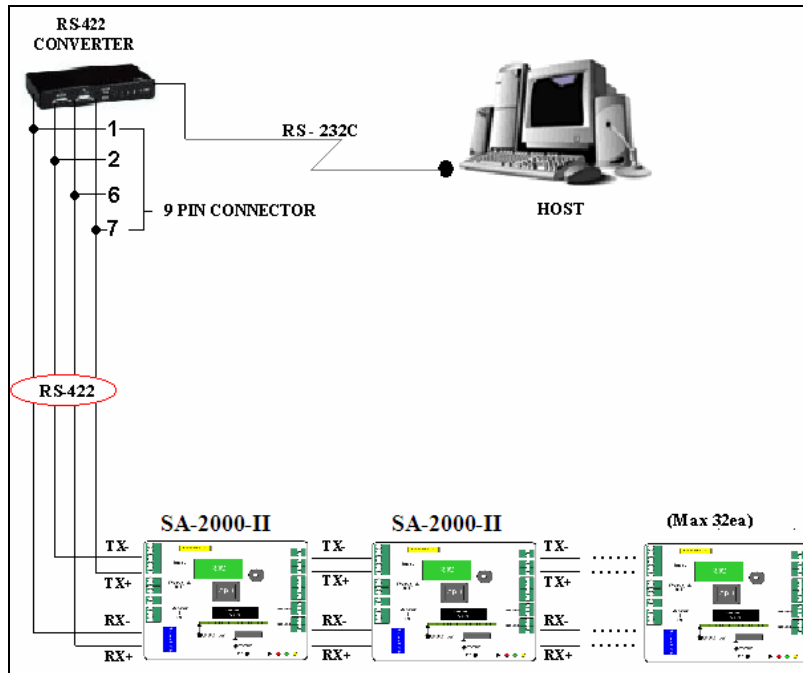 RS-422
CONVERTER
1
2
6
7
9 PIN CONNECTOR
RS - 232C
HOST
RS-422
SA-2000-II
SA-2000-II
(Max 32ea)
TX-
TX-
TX-
TX+
TX+
TX+
RX-
RX-
RX-
RX+
RX+
RX+